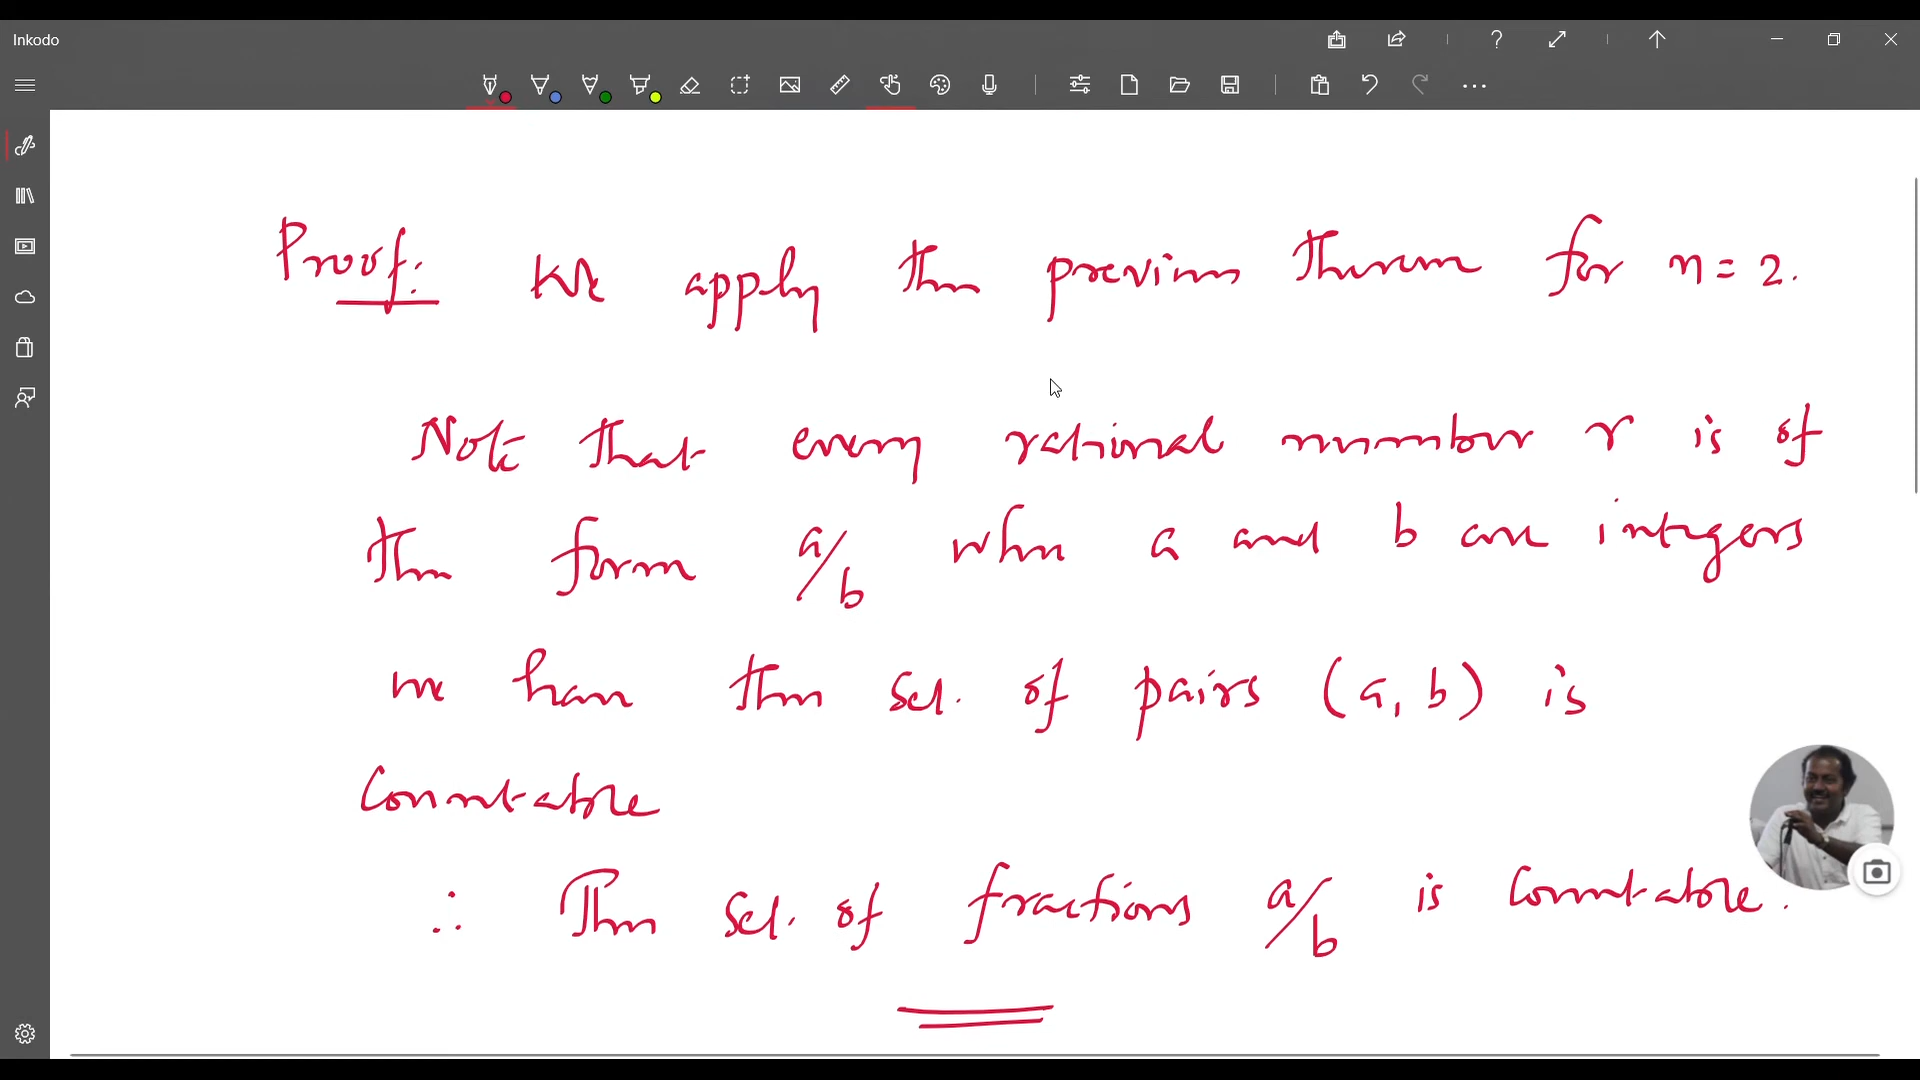 Inkodo
Proof: We apply the previous theorem for n = 2.
Note that every rational number r is of
the form a/b where a and b are integers
we have the set of pairs (a, b) is
Countable
∴ The set of fractions a/b is Countable.